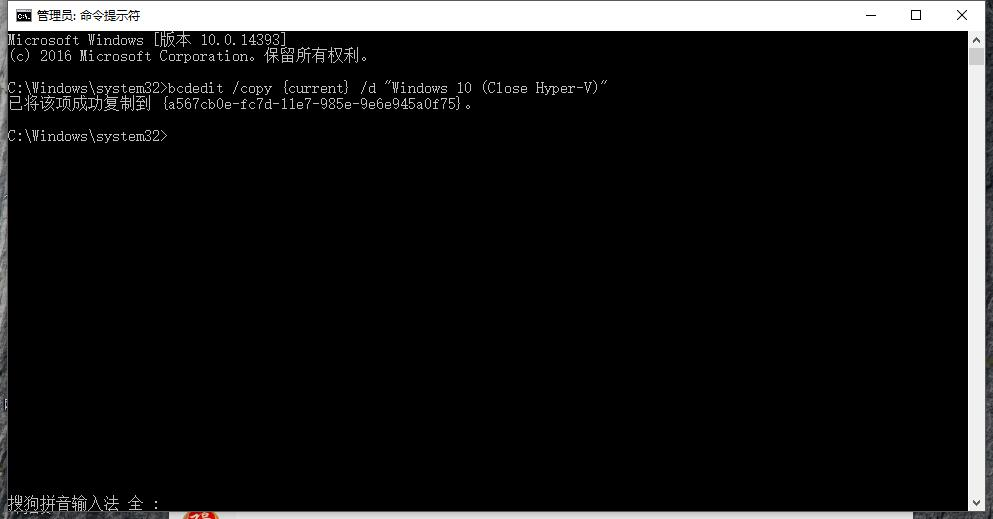 管理员: 命令提示符
Microsoft Windows [版本 10.0.14393]
(c) 2016 Microsoft Corporation。保留所有权利。
C:\Windows\system32>bcdedit /copy {current} /d "Windows 10 (Close Hyper-V)"
已将该项成功复制到 {a567cb0e-fc7d-11e7-985e-9e6e945a0f75}。
C:\Windows\system32>
搜狗拼音输入法 全 :